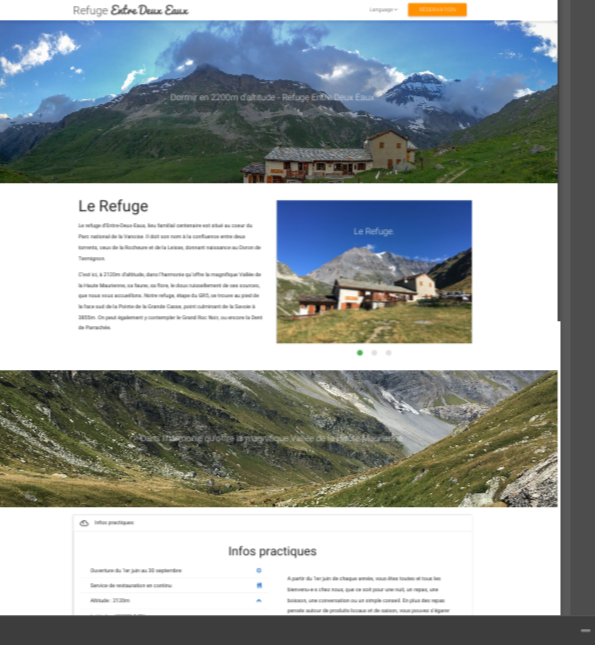 Refuge Entre Deux Eaux
Language
RESERVATION
Dormir en 2200m d'altitude - Refuge Entre Deux Eaux
Le Refuge
Le refuge d'Entre-Deux-Eaux, lieu familial centenaire est situé au coeur du
Parc national de la Vanoise. Il doit son nom à la confluence entre deux
torrents, ceux de la Rocheure et de la Leisse, donnant naissance au Doron de
Termignon.
C'est ici, à 2120m d'altitude, dans l'harmonie qu'offre la magnifique Vallée de
la Haute Maurienne, sa faune, sa flore, le doux ruissellement de ses sources,
que nous vous accueillons. Notre refuge, étape du GR5, se trouve au pied de
la face sud de la Pointe de la Grande Casse, point culminant de la Savoie à
3855m. On peut également y contempler le Grand Roc Noir, ou encore la Dent
de Parrachée.
Le Refuge
Dans l'harmonie qu'offre la magnifique Vallée de la Haute Maurienne
Infos practiques
Infos practiques
Ouverture du 1er juin au 30 septembre
Service de restauration en continu
Altitude : 2120m
A partir du 1er juin de chaque année, vous êtes toutes et tous les
bienvenu-e-s chez nous, que ce soit pour une nuit, un repas, une
boisson, une conversation ou un simple conseil. En plus des repas
pensés autour de produits locaux et de saison, vous pouvez d'égarer